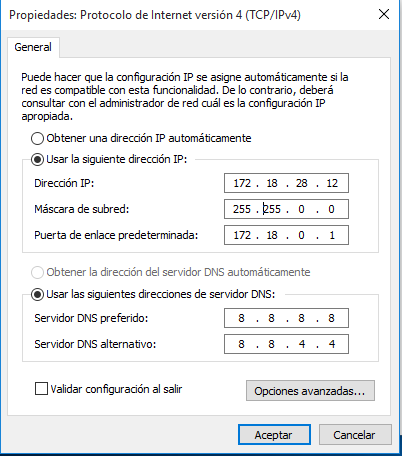 Propiedades: Protocolo de Internet versión 4 (TCP/IPv4)
General
Puede hacer que la configuración IP se asigne automáticamente si la
red es compatible con esta funcionalidad. De lo contrario, deberá
consultar con el administrador de red cuál es la configuración IP
apropiada.
Obtener una dirección IP automáticamente
Usar la siguiente dirección IP:
Dirección IP: 172 . 18 . 28 . 12
Máscara de subred: 255 . 255 . 0 . 0
Puerta de enlace predeterminada: 172 . 18 . 0 . 1
Obtener la dirección del servidor DNS automáticamente
Usar las siguientes direcciones de servidor DNS:
Servidor DNS preferido: 8 . 8 . 8 . 8
Servidor DNS alternativo: 8 . 8 . 4 . 4
Validar configuración al salir
Opciones avanzadas...
Aceptar
Cancelar